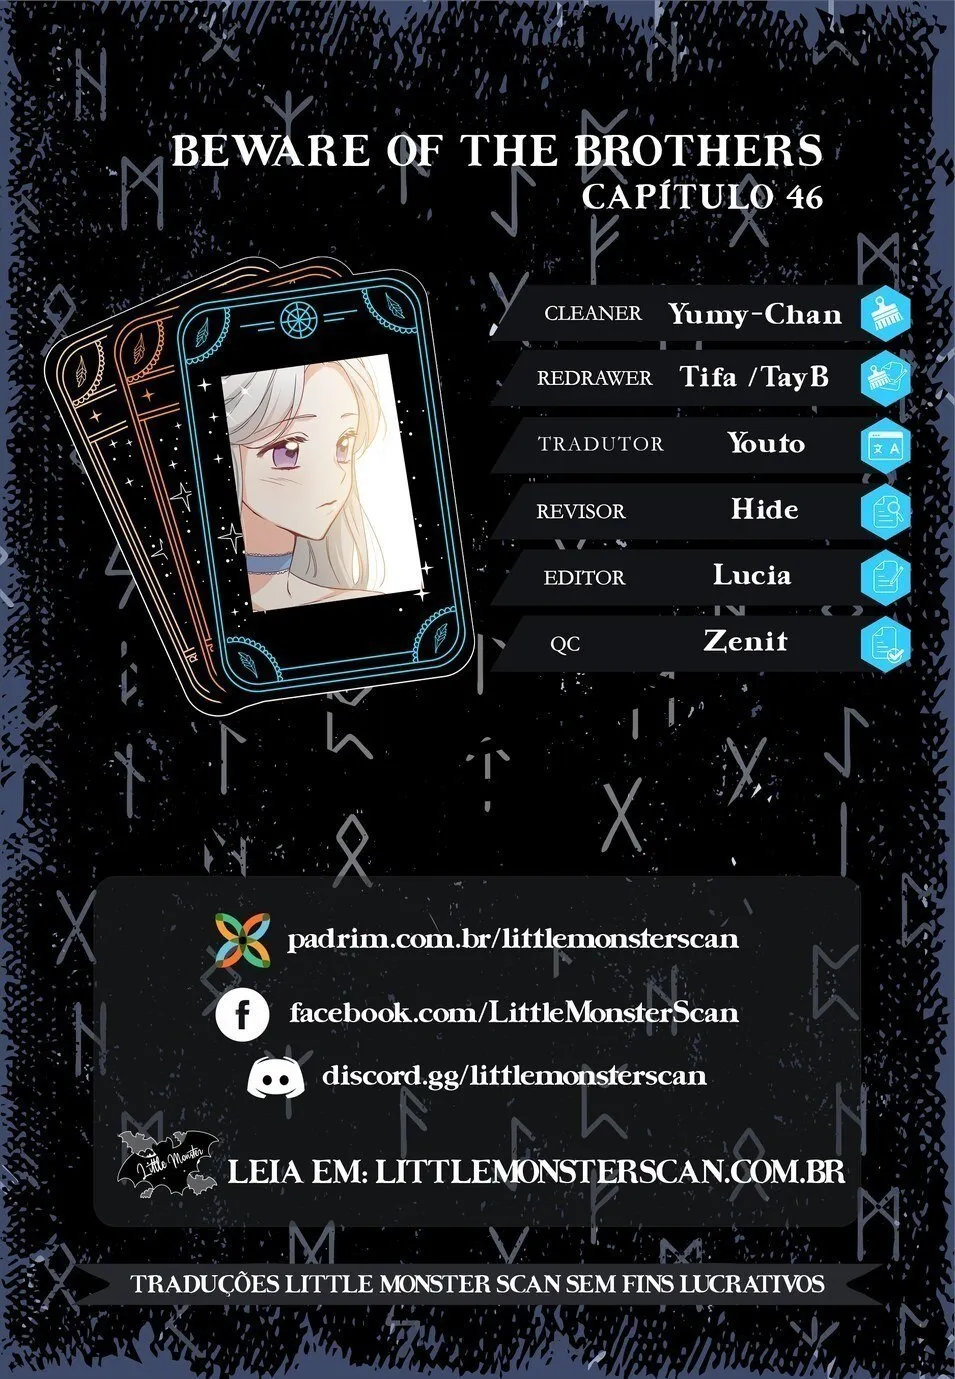 BEWARE OF THE BROTHERS
CAPÍTULO 46
CLEANER Yumy-Chan
REDRAWER Tifa /TayB
TRADUTOR Youto
REVISOR Hide
EDITOR Lucia
QC Zenit
padrim.com.br/littlemonsterscan
facebook.com/LittleMonsterScan
discord.gg/littlemonsterscan
Little Monster
LEIA EM: LITTLEMONSTERSCAN.COM.BR
TRADUÇÕES LITTLE MONSTER SCAN SEM FINS LUCRATIVOS